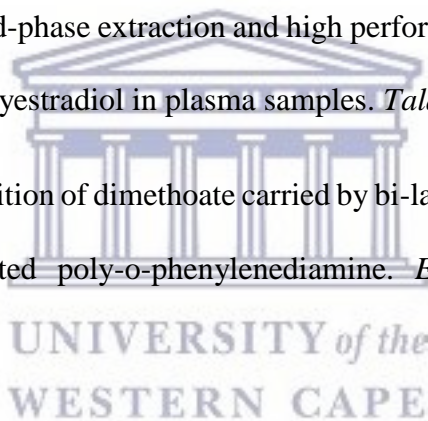 d-phase extraction and high perfor
yestradiol in plasma samples. Tal
ition of dimethoate carried by bi-la
ted poly-o-phenylenediamine. E
UNIVERSITY of the
WESTERN CAPE